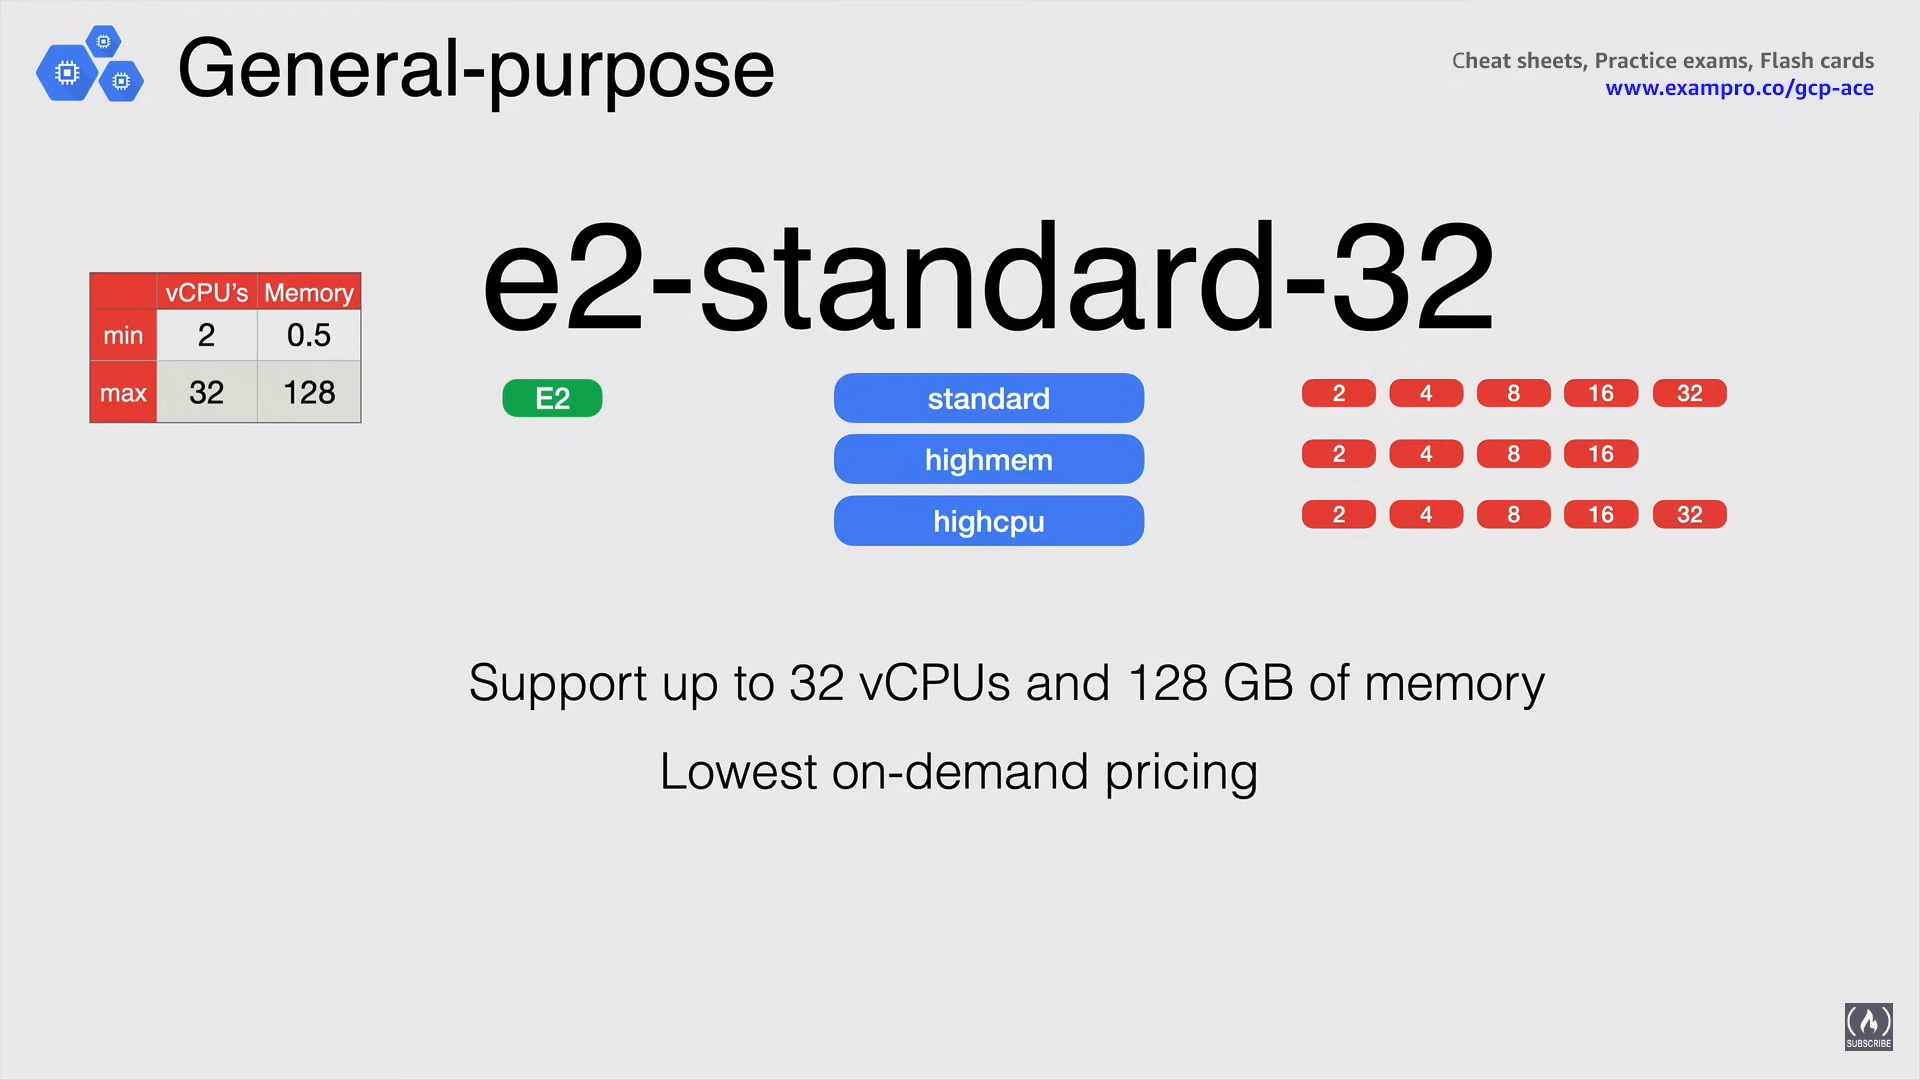 General-purpose
Cheat sheets, Practice exams, Flash cards
www.exampro.co/gcp-ace
e2-standard-32
vCPU's Memory
min 2 0.5
max 32 128
E2
standard 2 4 8 16 32
highmem 2 4 8 16
highcpu 2 4 8 16 32
Support up to 32 vCPUs and 128 GB of memory
Lowest on-demand pricing
SUBSCRIBE